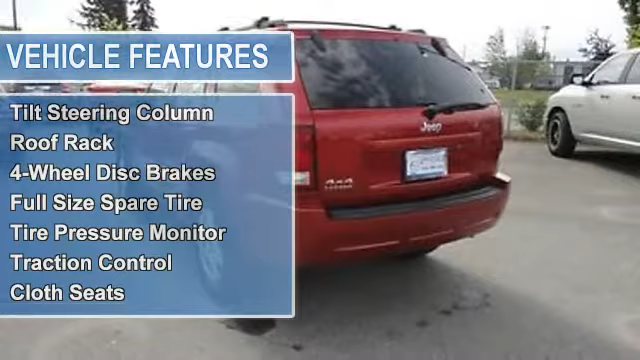 VEHICLE FEATURES
Tilt Steering Column
Roof Rack
4-Wheel Disc Brakes
Full Size Spare Tire
Tire Pressure Monitor
Traction Control
Cloth Seats
Jeep
4x4